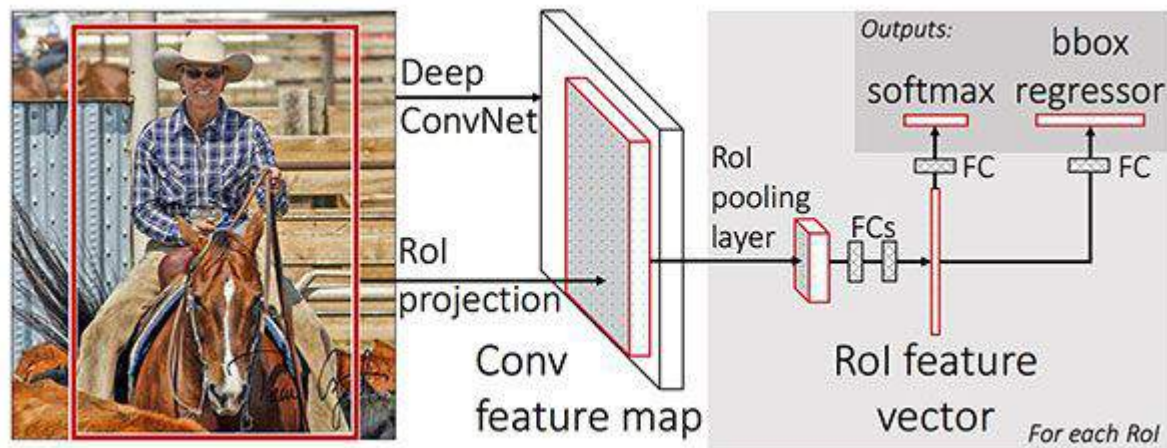 Deep
ConvNet
RoI
projection
Conv
feature map
RoI
pooling
layer
FCs
RoI feature
vector
For each RoI
Outputs:
softmax
bbox
regressor
FC
FC